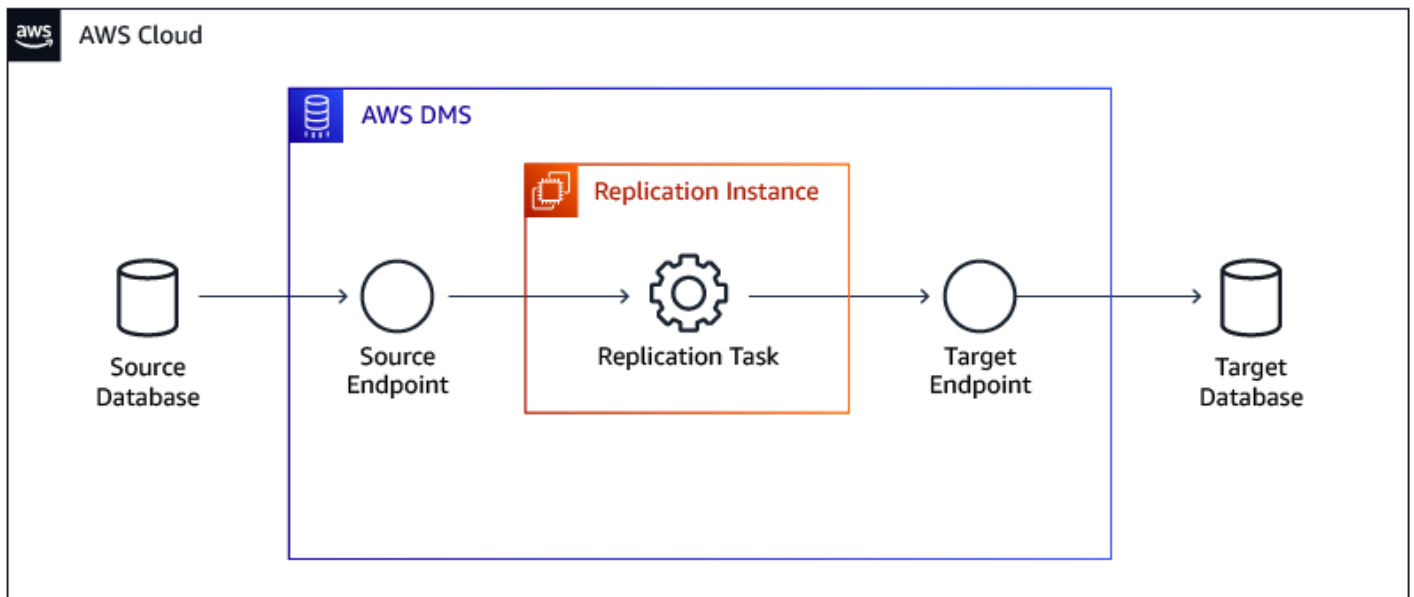 aws
AWS Cloud
AWS DMS
Replication Instance
Source
Database
Source
Endpoint
Replication Task
Target
Endpoint
Target
Database